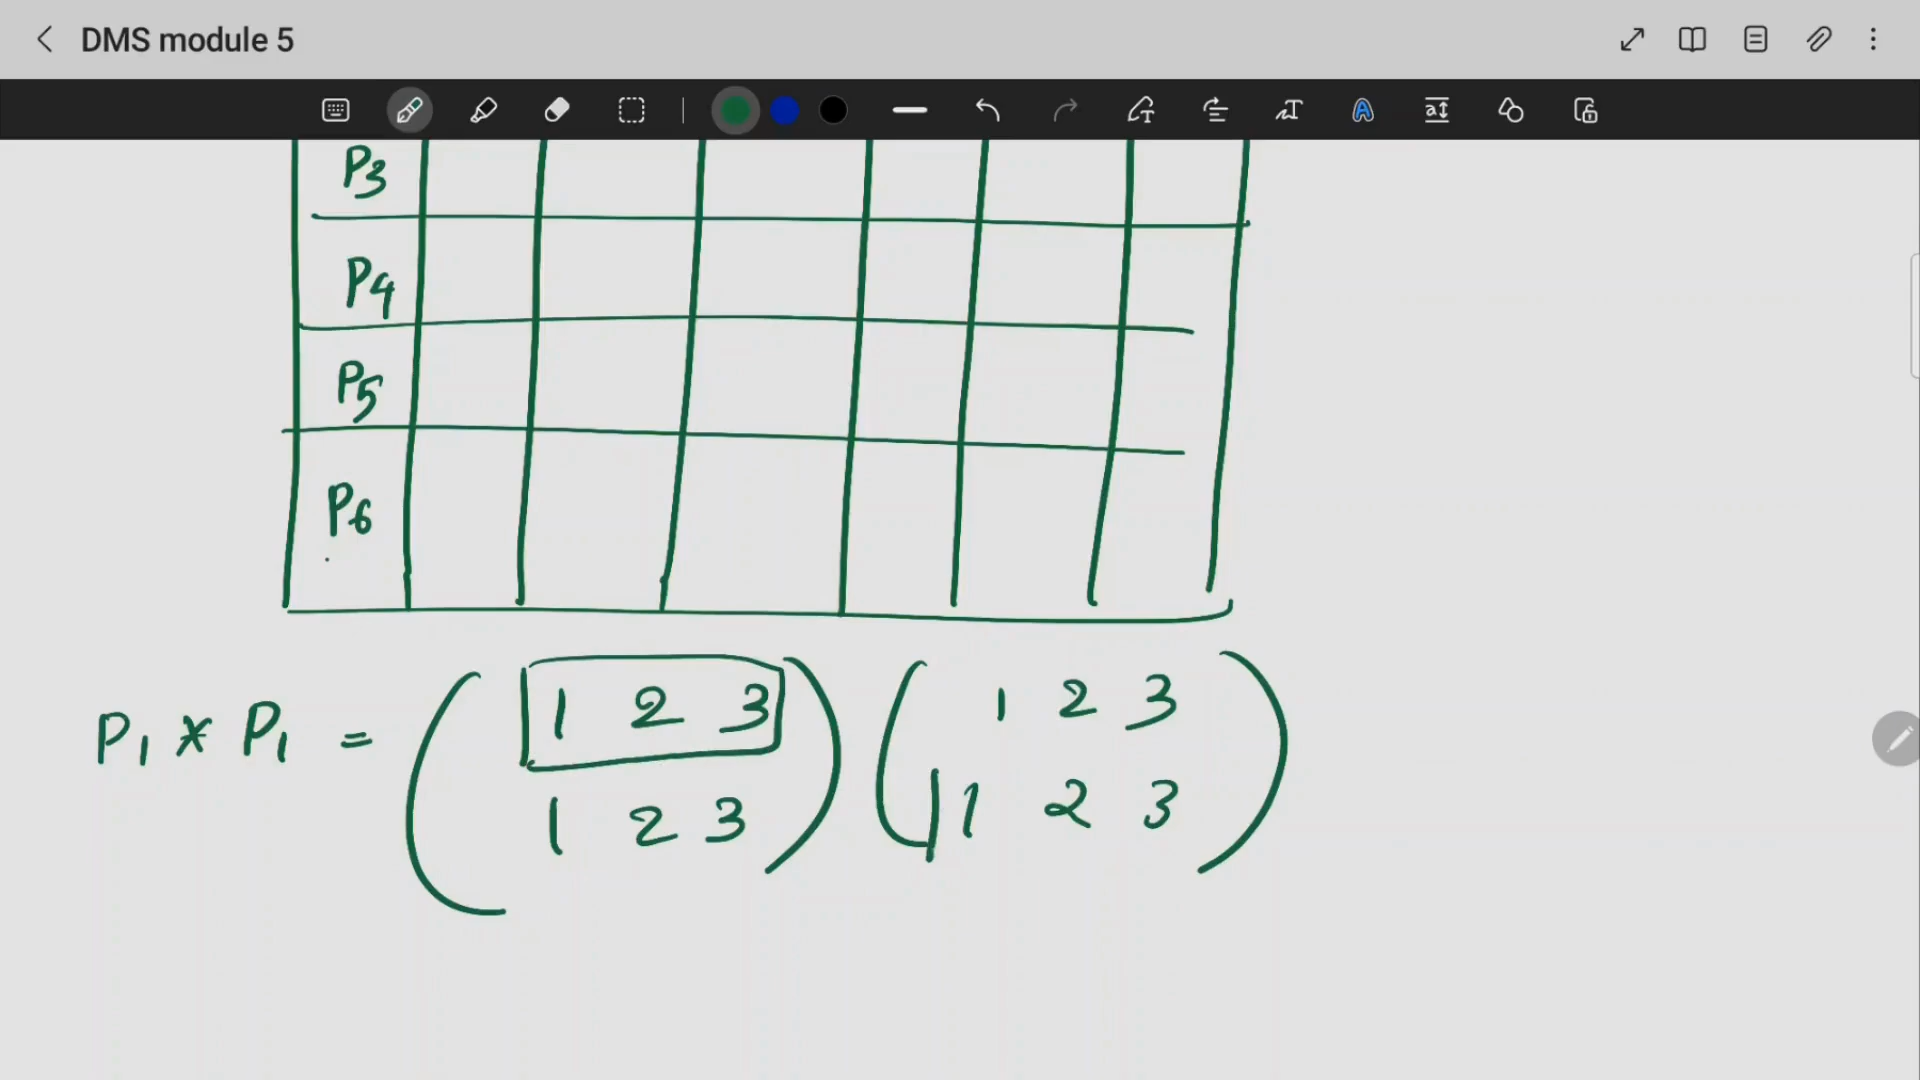 DMS module 5
P3
P4
P5
P6
P1 * P1 = ( 1 2 3 ) ( 1 2 3 )
1 2 3 1 2 3